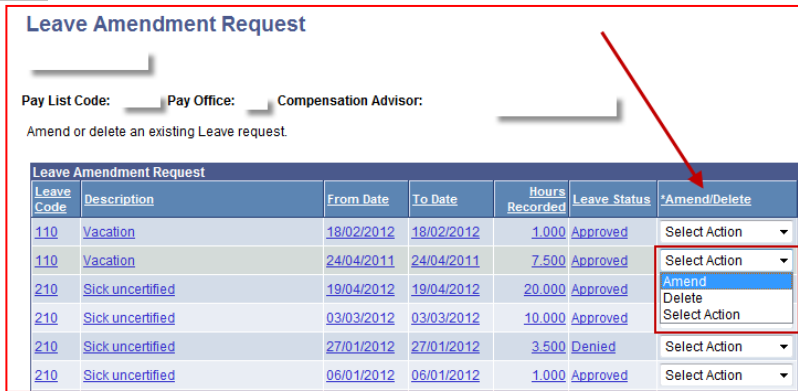 Leave Amendment Request
Pay List Code: Pay Office: Compensation Advisor:
Amend or delete an existing Leave request.
Leave Amendment Request
Leave Code Description From Date To Date Hours Recorded Leave Status *Amend/Delete
110 Vacation 18/02/2012 18/02/2012 1.000 Approved Select Action
110 Vacation 24/04/2011 24/04/2011 7.500 Approved Select Action
210 Sick uncertified 19/04/2012 19/04/2012 20.000 Approved Amend
Delete
210 Sick uncertified 03/03/2012 03/03/2012 10.000 Approved Select Action
210 Sick uncertified 27/01/2012 27/01/2012 3.500 Denied Select Action
210 Sick uncertified 06/01/2012 06/01/2012 1.000 Approved Select Action